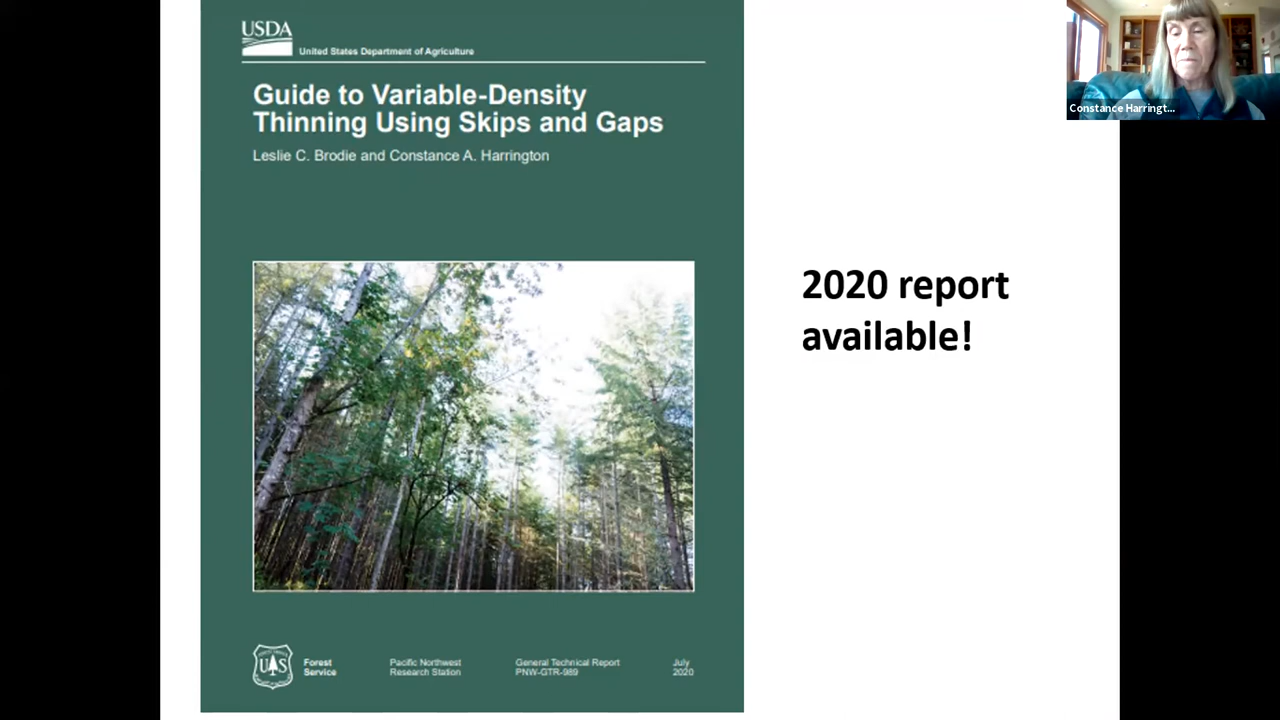 USDA
United States Department of Agriculture
Guide to Variable-Density
Thinning Using Skips and Gaps
Leslie C. Brodie and Constance A. Harrington
2020 report
available!
Forest
Service
Pacific Northwest
Research Station
General Technical Report
PNW-GTR-989
July
2020
US
Constance Harringt...